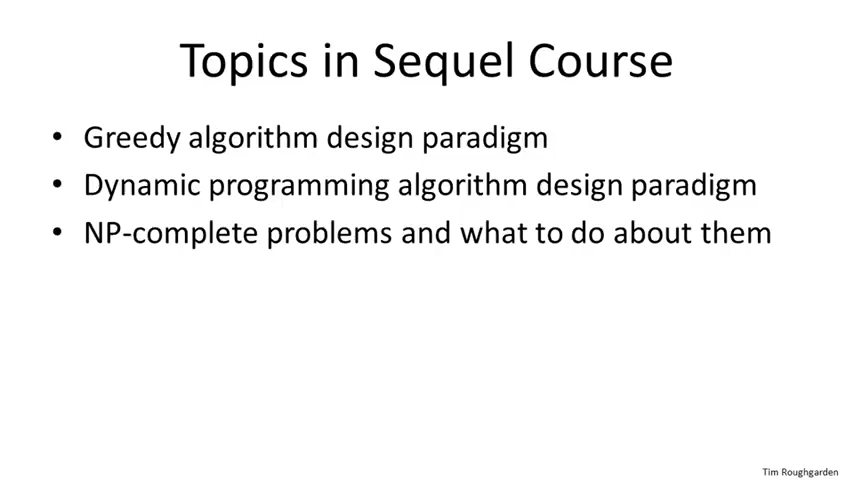 Topics in Sequel Course
• Greedy algorithm design paradigm
• Dynamic programming algorithm design paradigm
• NP-complete problems and what to do about them
Tim Roughgarden